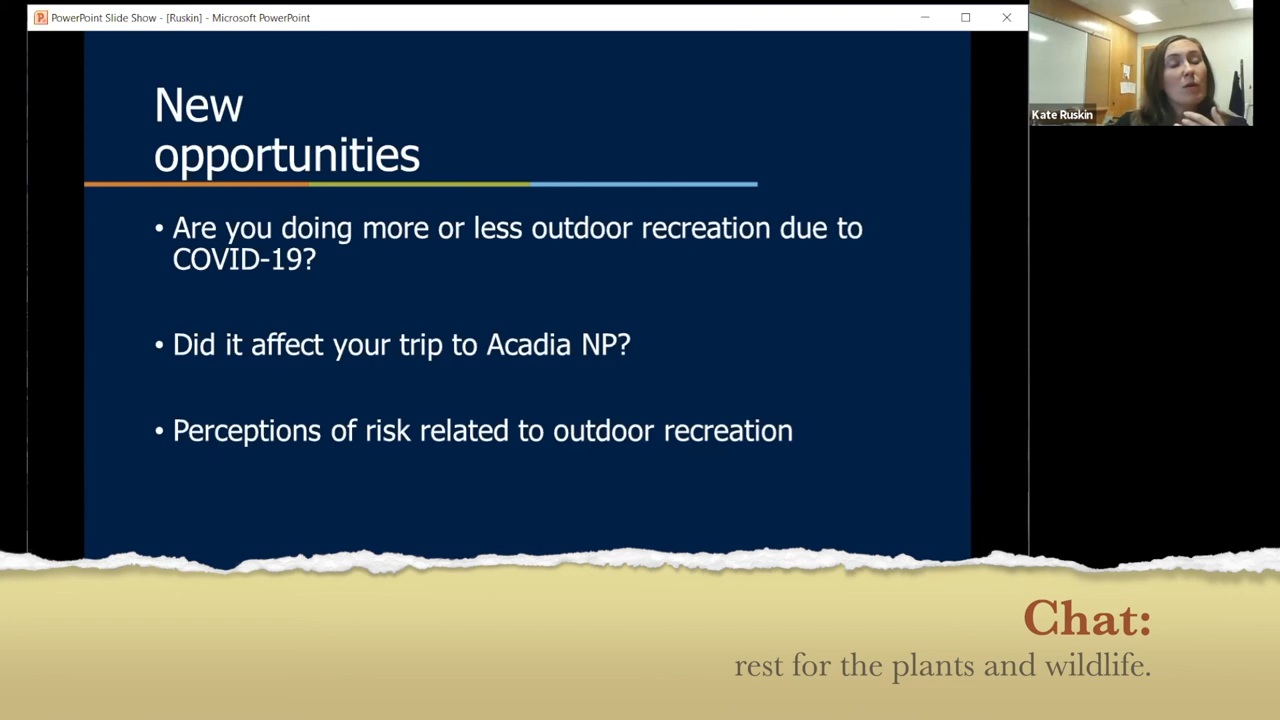 PowerPoint Slide Show - [Ruskin] - Microsoft PowerPoint
Kate Ruskin
New
opportunities
• Are you doing more or less outdoor recreation due to
COVID-19?
• Did it affect your trip to Acadia NP?
• Perceptions of risk related to outdoor recreation
Chat:
rest for the plants and wildlife.